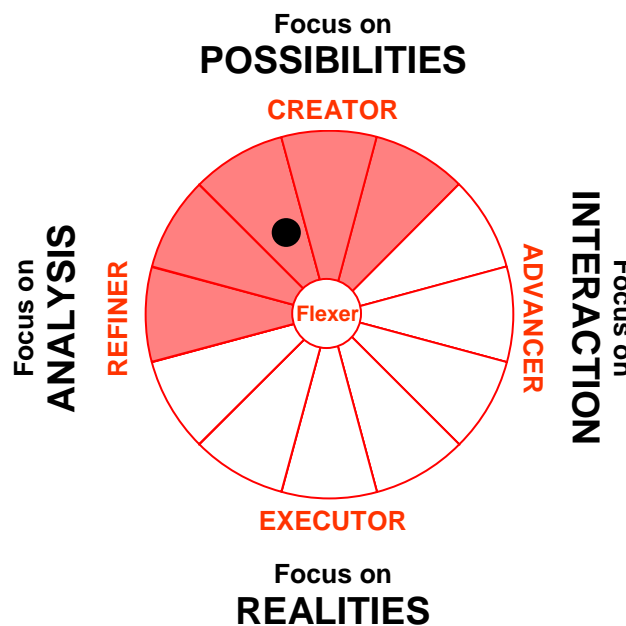 Focus on
POSSIBILITIES
CREATOR
Focus on
ANALYSIS
REFINER
Flexer
ADVANCER
INTERACTION
Focus on
EXECUTOR
Focus on
REALITIES